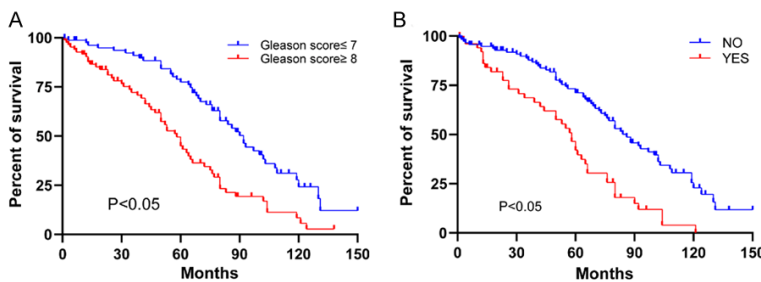 A
Percent of survival
100
75
50
25
0
Gleason score≤ 7
Gleason score≥ 8
P<0.05
0 30 60 90 120 150
Months
B
Percent of survival
100
75
50
25
0
NO
YES
P<0.05
0 30 60 90 120 150
Months